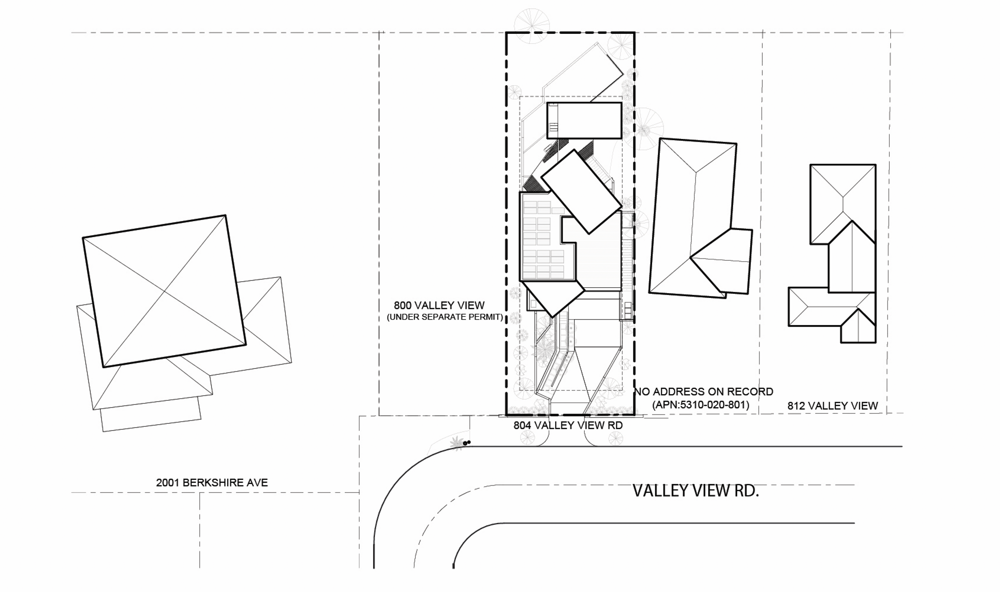 800 VALLEY VIEW
(UNDER SEPARATE PERMIT)
NO ADDRESS ON RECORD
(APN:5310-020-801)
812 VALLEY VIEW
804 VALLEY VIEW RD
2001 BERKSHIRE AVE
VALLEY VIEW RD.